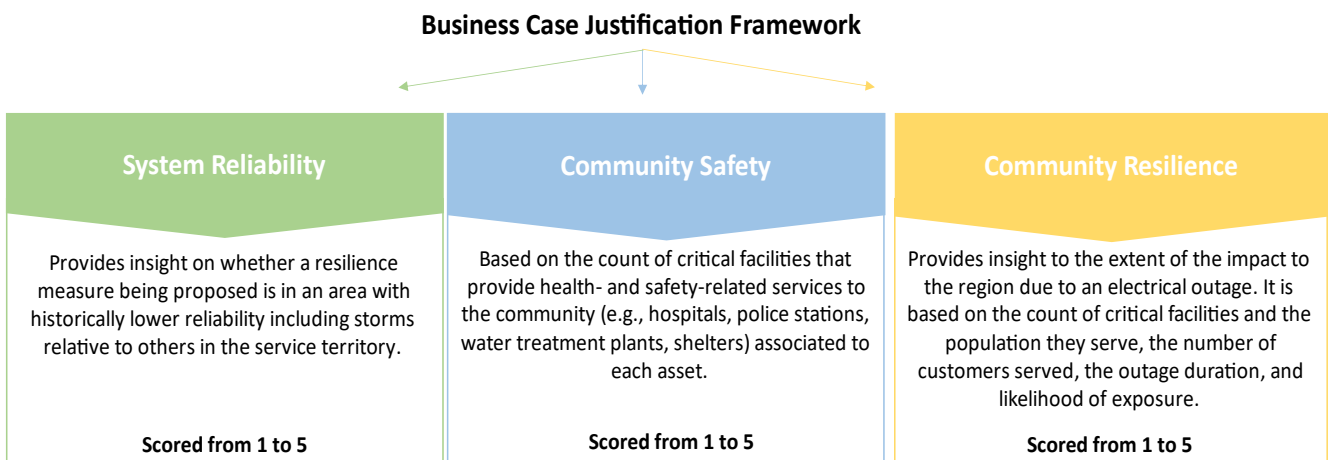 Business Case Justification Framework
System Reliability
Provides insight on whether a resilience
measure being proposed is in an area with
historically lower reliability including storms
relative to others in the service territory.
Scored from 1 to 5
Community Safety
Based on the count of critical facilities that
provide health- and safety-related services to
the community (e.g., hospitals, police stations,
water treatment plants, shelters) associated to
each asset.
Scored from 1 to 5
Community Resilience
Provides insight to the extent of the impact to
the region due to an electrical outage. It is
based on the count of critical facilities and the
population they serve, the number of
customers served, the outage duration, and
likelihood of exposure.
Scored from 1 to 5